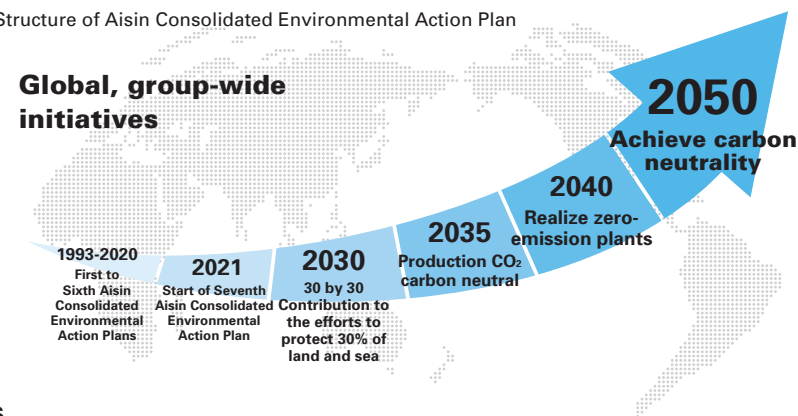 Structure of Aisin Consolidated Environmental Action Plan
Global, group-wide
initiatives
1993-2020
First to
Sixth Aisin
Consolidated
Environmental
Action Plans
2021
Start of Seventh
Aisin Consolidated
Environmental
Action Plan
2030
30 by 30
Contribution to
the efforts to
protect 30% of
land and sea
2035
Production CO₂
carbon neutral
2040
Realize zero-
emission plants
2050
Achieve carbon
neutrality